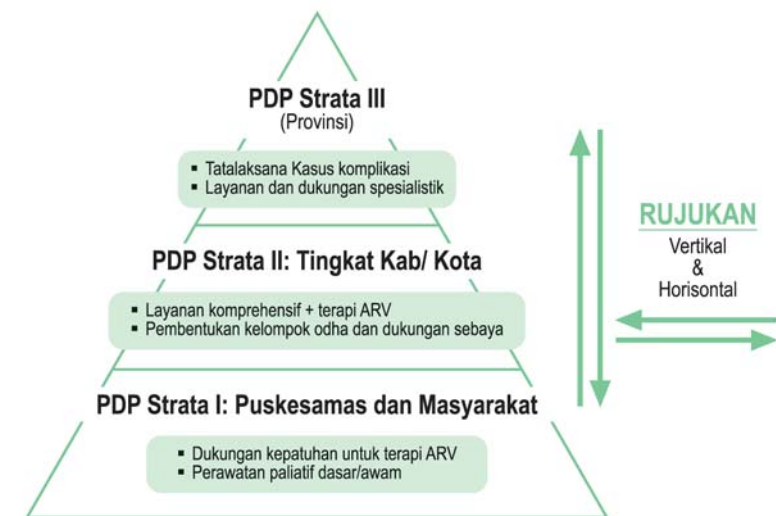 PDP Strata III
(Provinsi)
▪ Tatalaksana Kasus komplikasi
▪ Layanan dan dukungan spesialistik
PDP Strata II: Tingkat Kab/ Kota
▪ Layanan komprehensif + terapi ARV
▪ Pembentukan kelompok odha dan dukungan sebaya
PDP Strata I: Puskesamas dan Masyarakat
▪ Dukungan kepatuhan untuk terapi ARV
▪ Perawatan paliatif dasar/awam
RUJUKAN
Vertikal
&
Horisontal